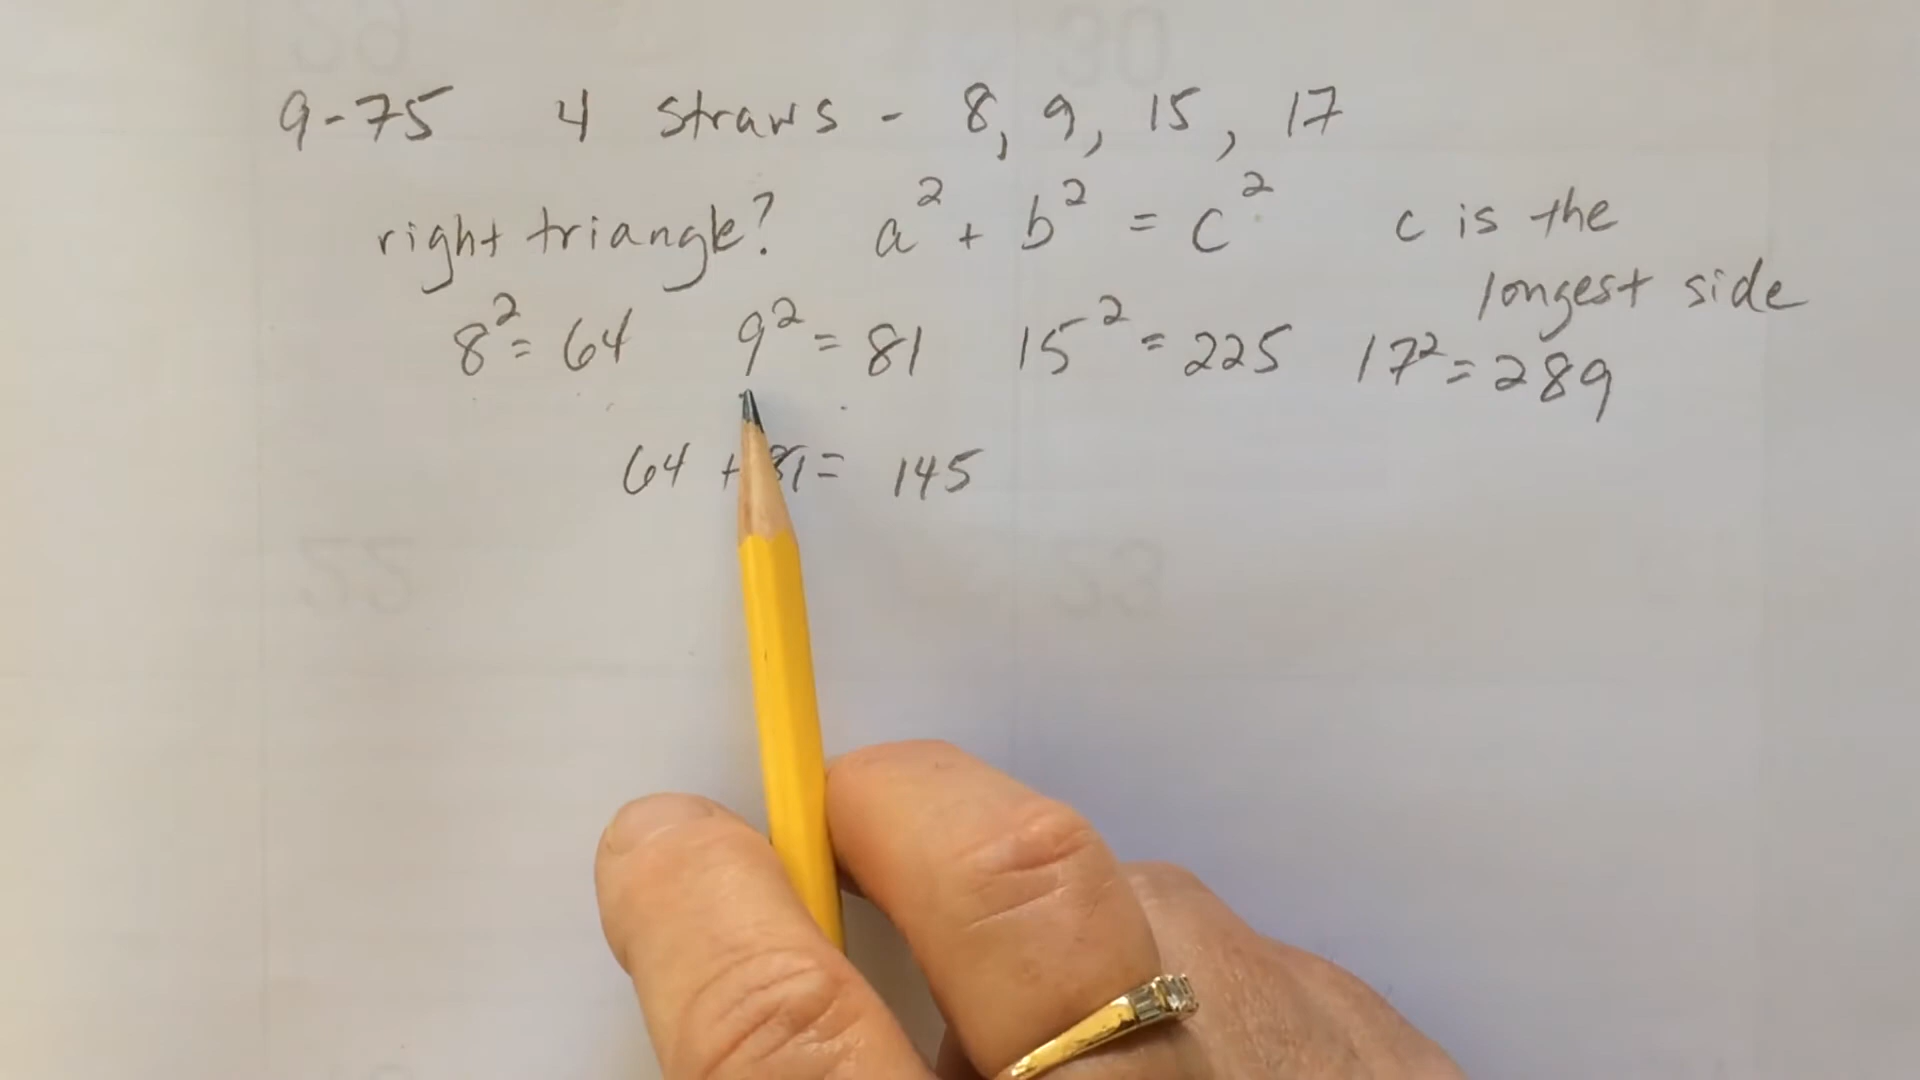 9-75 4 straws - 8, 9, 15, 17
right triangle? a² + b² = c² c is the
longest side
8² = 64 9² = 81 15² = 225 17² = 289
64 + 81 = 145